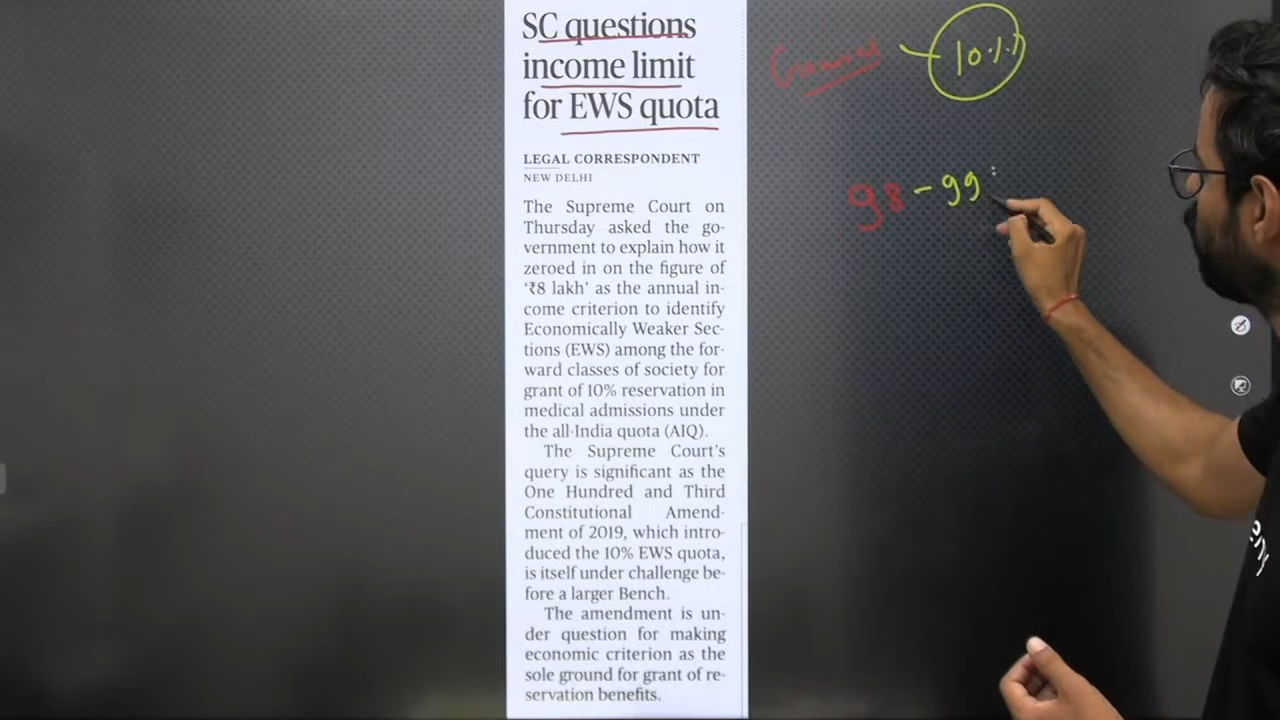 SC questions
income limit
for EWS quota
LEGAL CORRESPONDENT
NEW DELHI
The Supreme Court on
Thursday asked the go-
vernment to explain how it
zeroed in on the figure of
‘₹8 lakh’ as the annual in-
come criterion to identify
Economically Weaker Sec-
tions (EWS) among the for-
ward classes of society for
grant of 10% reservation in
medical admissions under
the all-India quota (AIQ).
The Supreme Court’s
query is significant as the
One Hundred and Third
Constitutional Amend-
ment of 2019, which intro-
duced the 10% EWS quota,
is itself under challenge be-
fore a larger Bench.
The amendment is un-
der question for making
economic criterion as the
sole ground for grant of re-
servation benefits.
General 10%
98 - 99